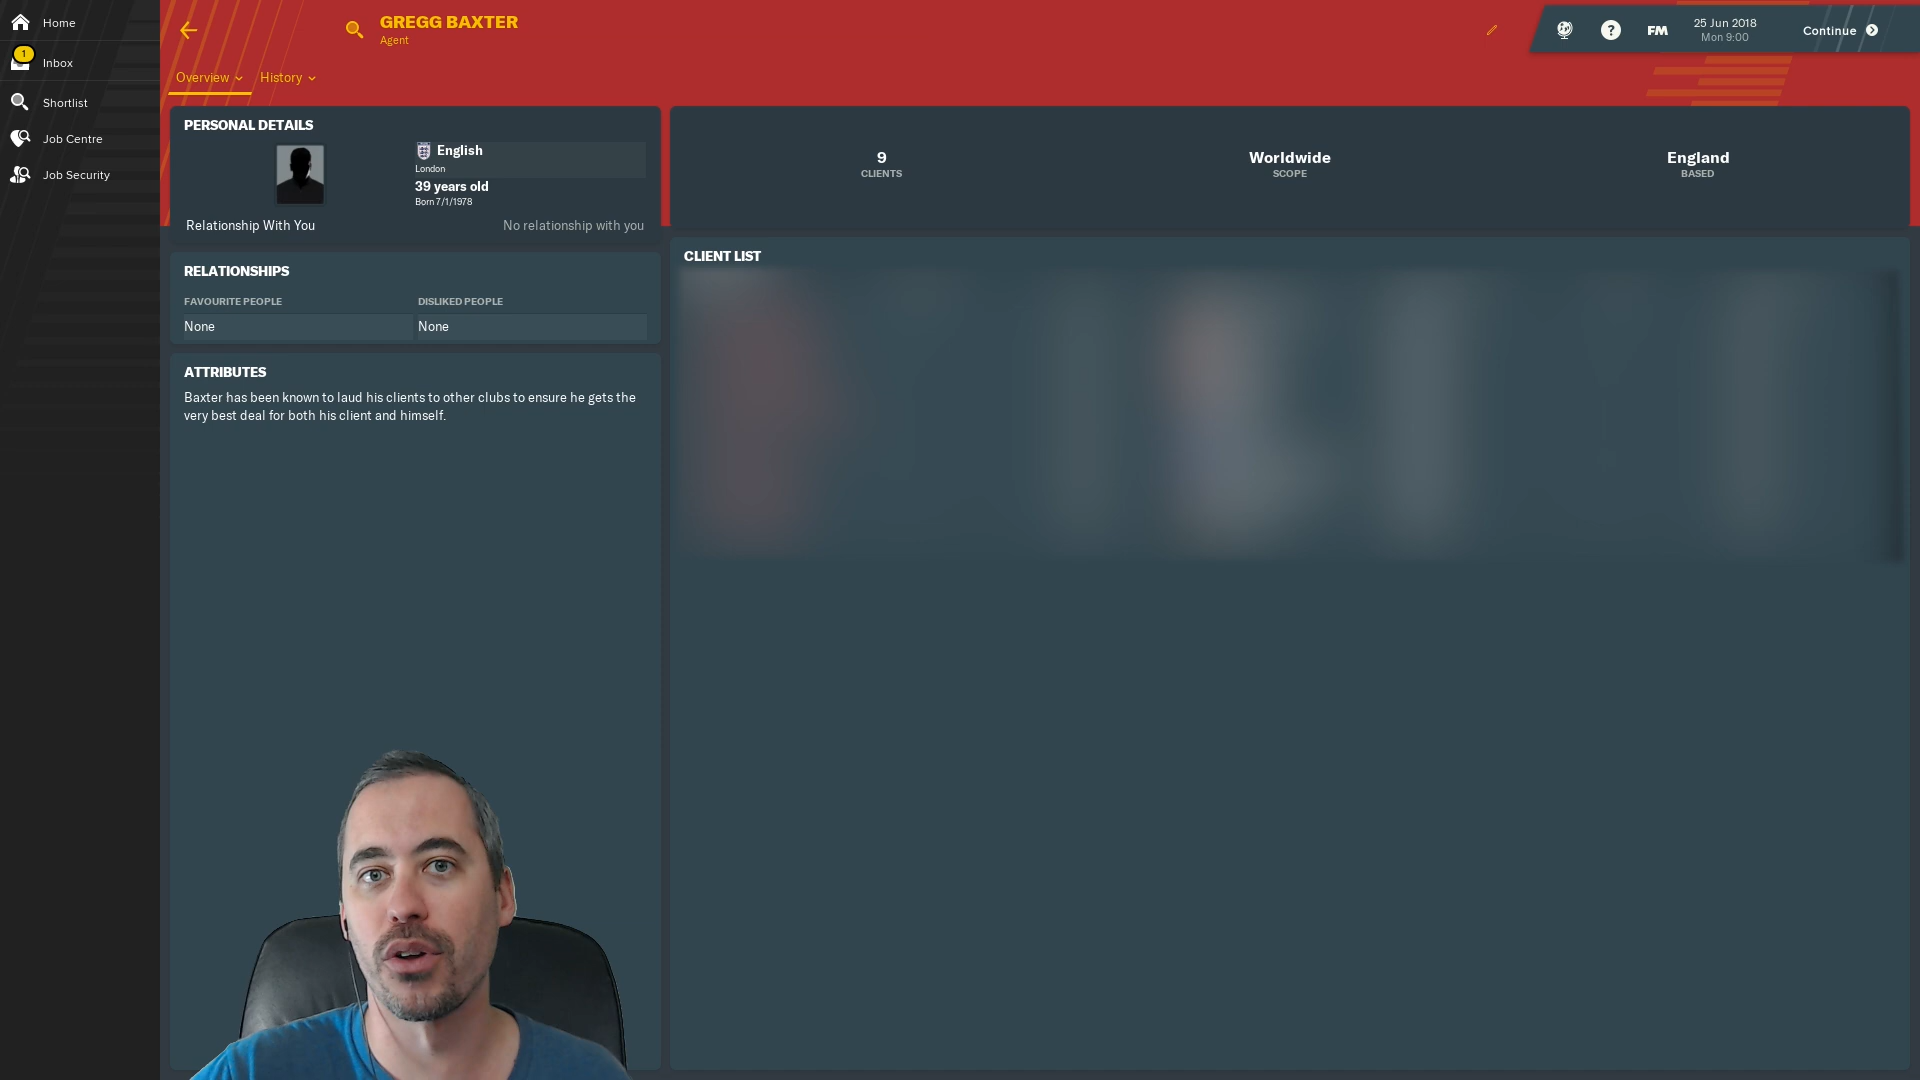 Home
1
Inbox
Shortlist
Job Centre
Job Security
GREGG BAXTER
Agent
Overview
History
?
FM
25 Jun 2018
Mon 9:00
Continue
PERSONAL DETAILS
English
London
39 years old
Born 7/1/1978
Relationship With You
No relationship with you
9
CLIENTS
Worldwide
SCOPE
England
BASED
RELATIONSHIPS
FAVOURITE PEOPLE
DISLIKED PEOPLE
None
None
ATTRIBUTES
Baxter has been known to laud his clients to other clubs to ensure he gets the
very best deal for both his client and himself.
CLIENT LIST